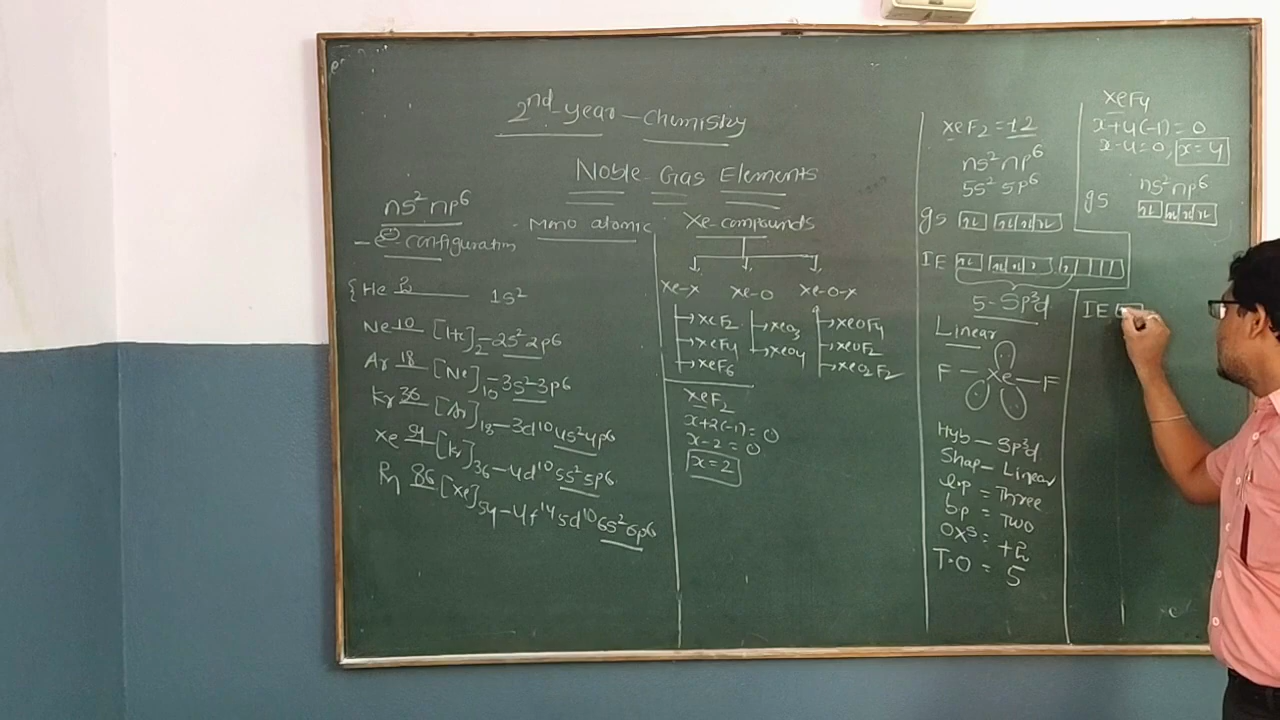 2nd-year-Chemistry
Noble Gas Elements
ns² np⁶
- Mono atomic
- e⊖ configuration
{ He 2 1s²
Ne 10 [He]₂-2s² 2p⁶
Ar 18 [Ne]₁₀-3s²-3p⁶
Kr 36 [Ar]₁₈-3d¹⁰ 4s² 4p⁶
Xe 54 [Kr]₃₆-4d¹⁰ 5s² 5p⁶
Rn 86 [Xe]₅₄-4f¹⁴ 5d¹⁰ 6s² 6p⁶
Xe-compounds
Xe-X Xe-O Xe-O-X
→XeF₂ →XeO₃ →XeOF₄
→XeF₄ →XeO₄ →XeOF₂
→XeF₆ →XeO₂F₂
XeF₂
x+2(-1)=0
x-2=0
x=2
XeF₂=+2
ns² np⁶
5s² 5p⁶
gs
IE
5-Sp³d
Linear
F-Xe-F
Hyb-Sp³d
Shap-Linear
l.p = Three
b.p = Two
OXS = +2
T.O = 5
XeF₄
x+4(-1)=0
x-4=0, x=4
ns² np⁶
gs
IE